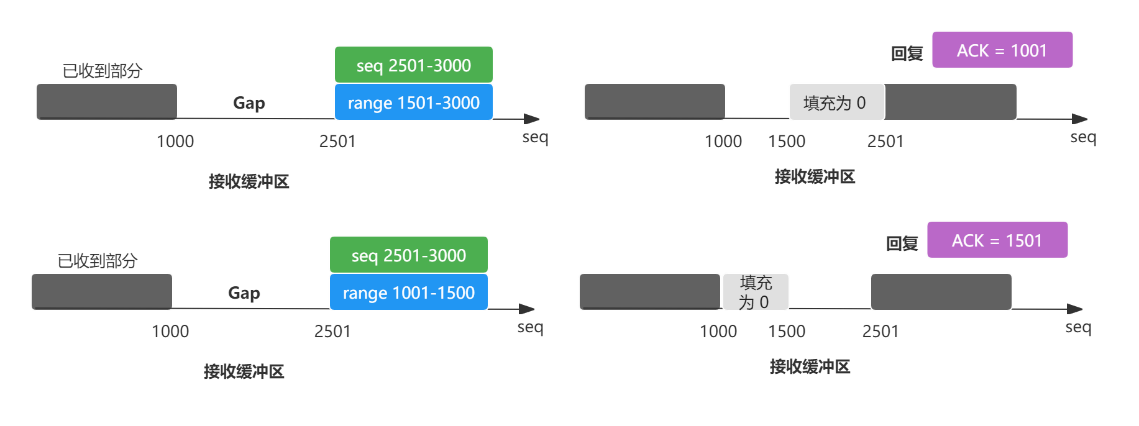 已收到部分
seq 2501-3000
Gap
range 1501-3000
1000
2501
seq
接收缓冲区
回复
ACK = 1001
填充为 0
1000
1500
2501
seq
接收缓冲区
已收到部分
seq 2501-3000
Gap
range 1001-1500
1000
2501
seq
接收缓冲区
回复
ACK = 1501
填充
为 0
1000
1500
2501
seq
接收缓冲区